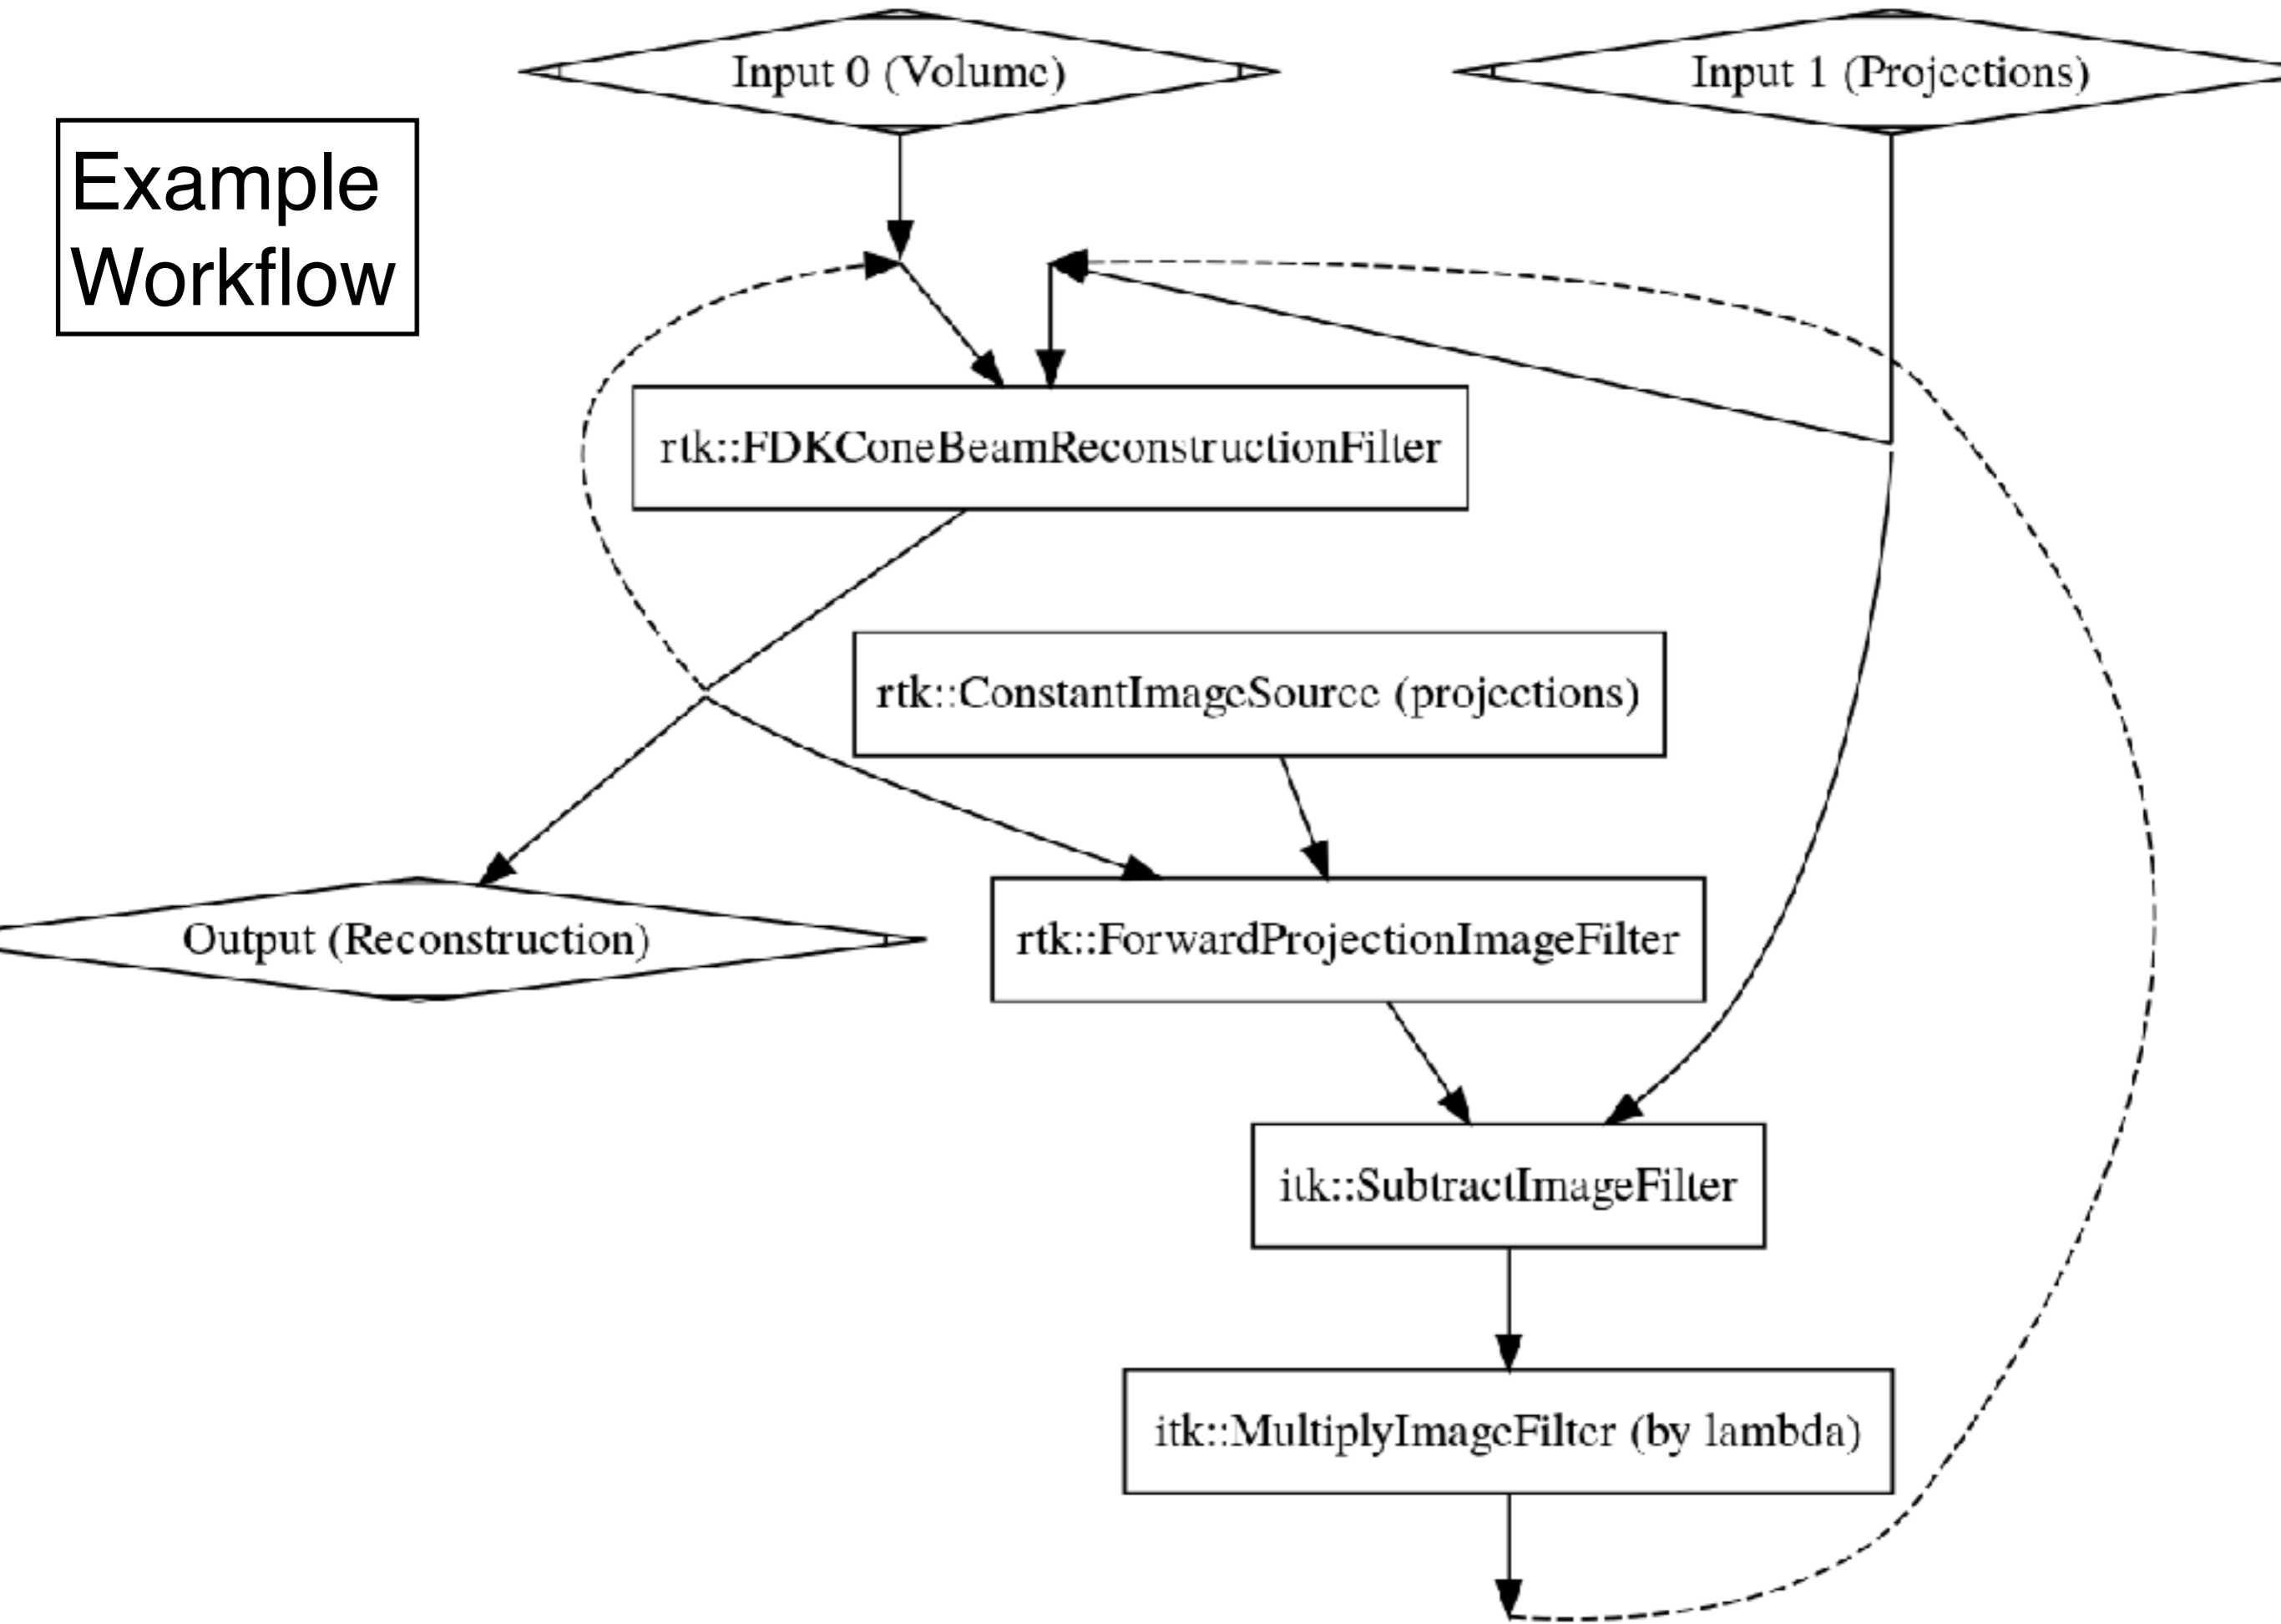 Input 0 (Volume)
Input 1 (Projections)
Example
Workflow
rtk::FDKConeBeamReconstructionFilter
rtk::ConstantImageSource (projections)
Output (Reconstruction)
rtk::ForwardProjectionImageFilter
itk::SubtractImageFilter
itk::MultiplyImageFilter (by lambda)